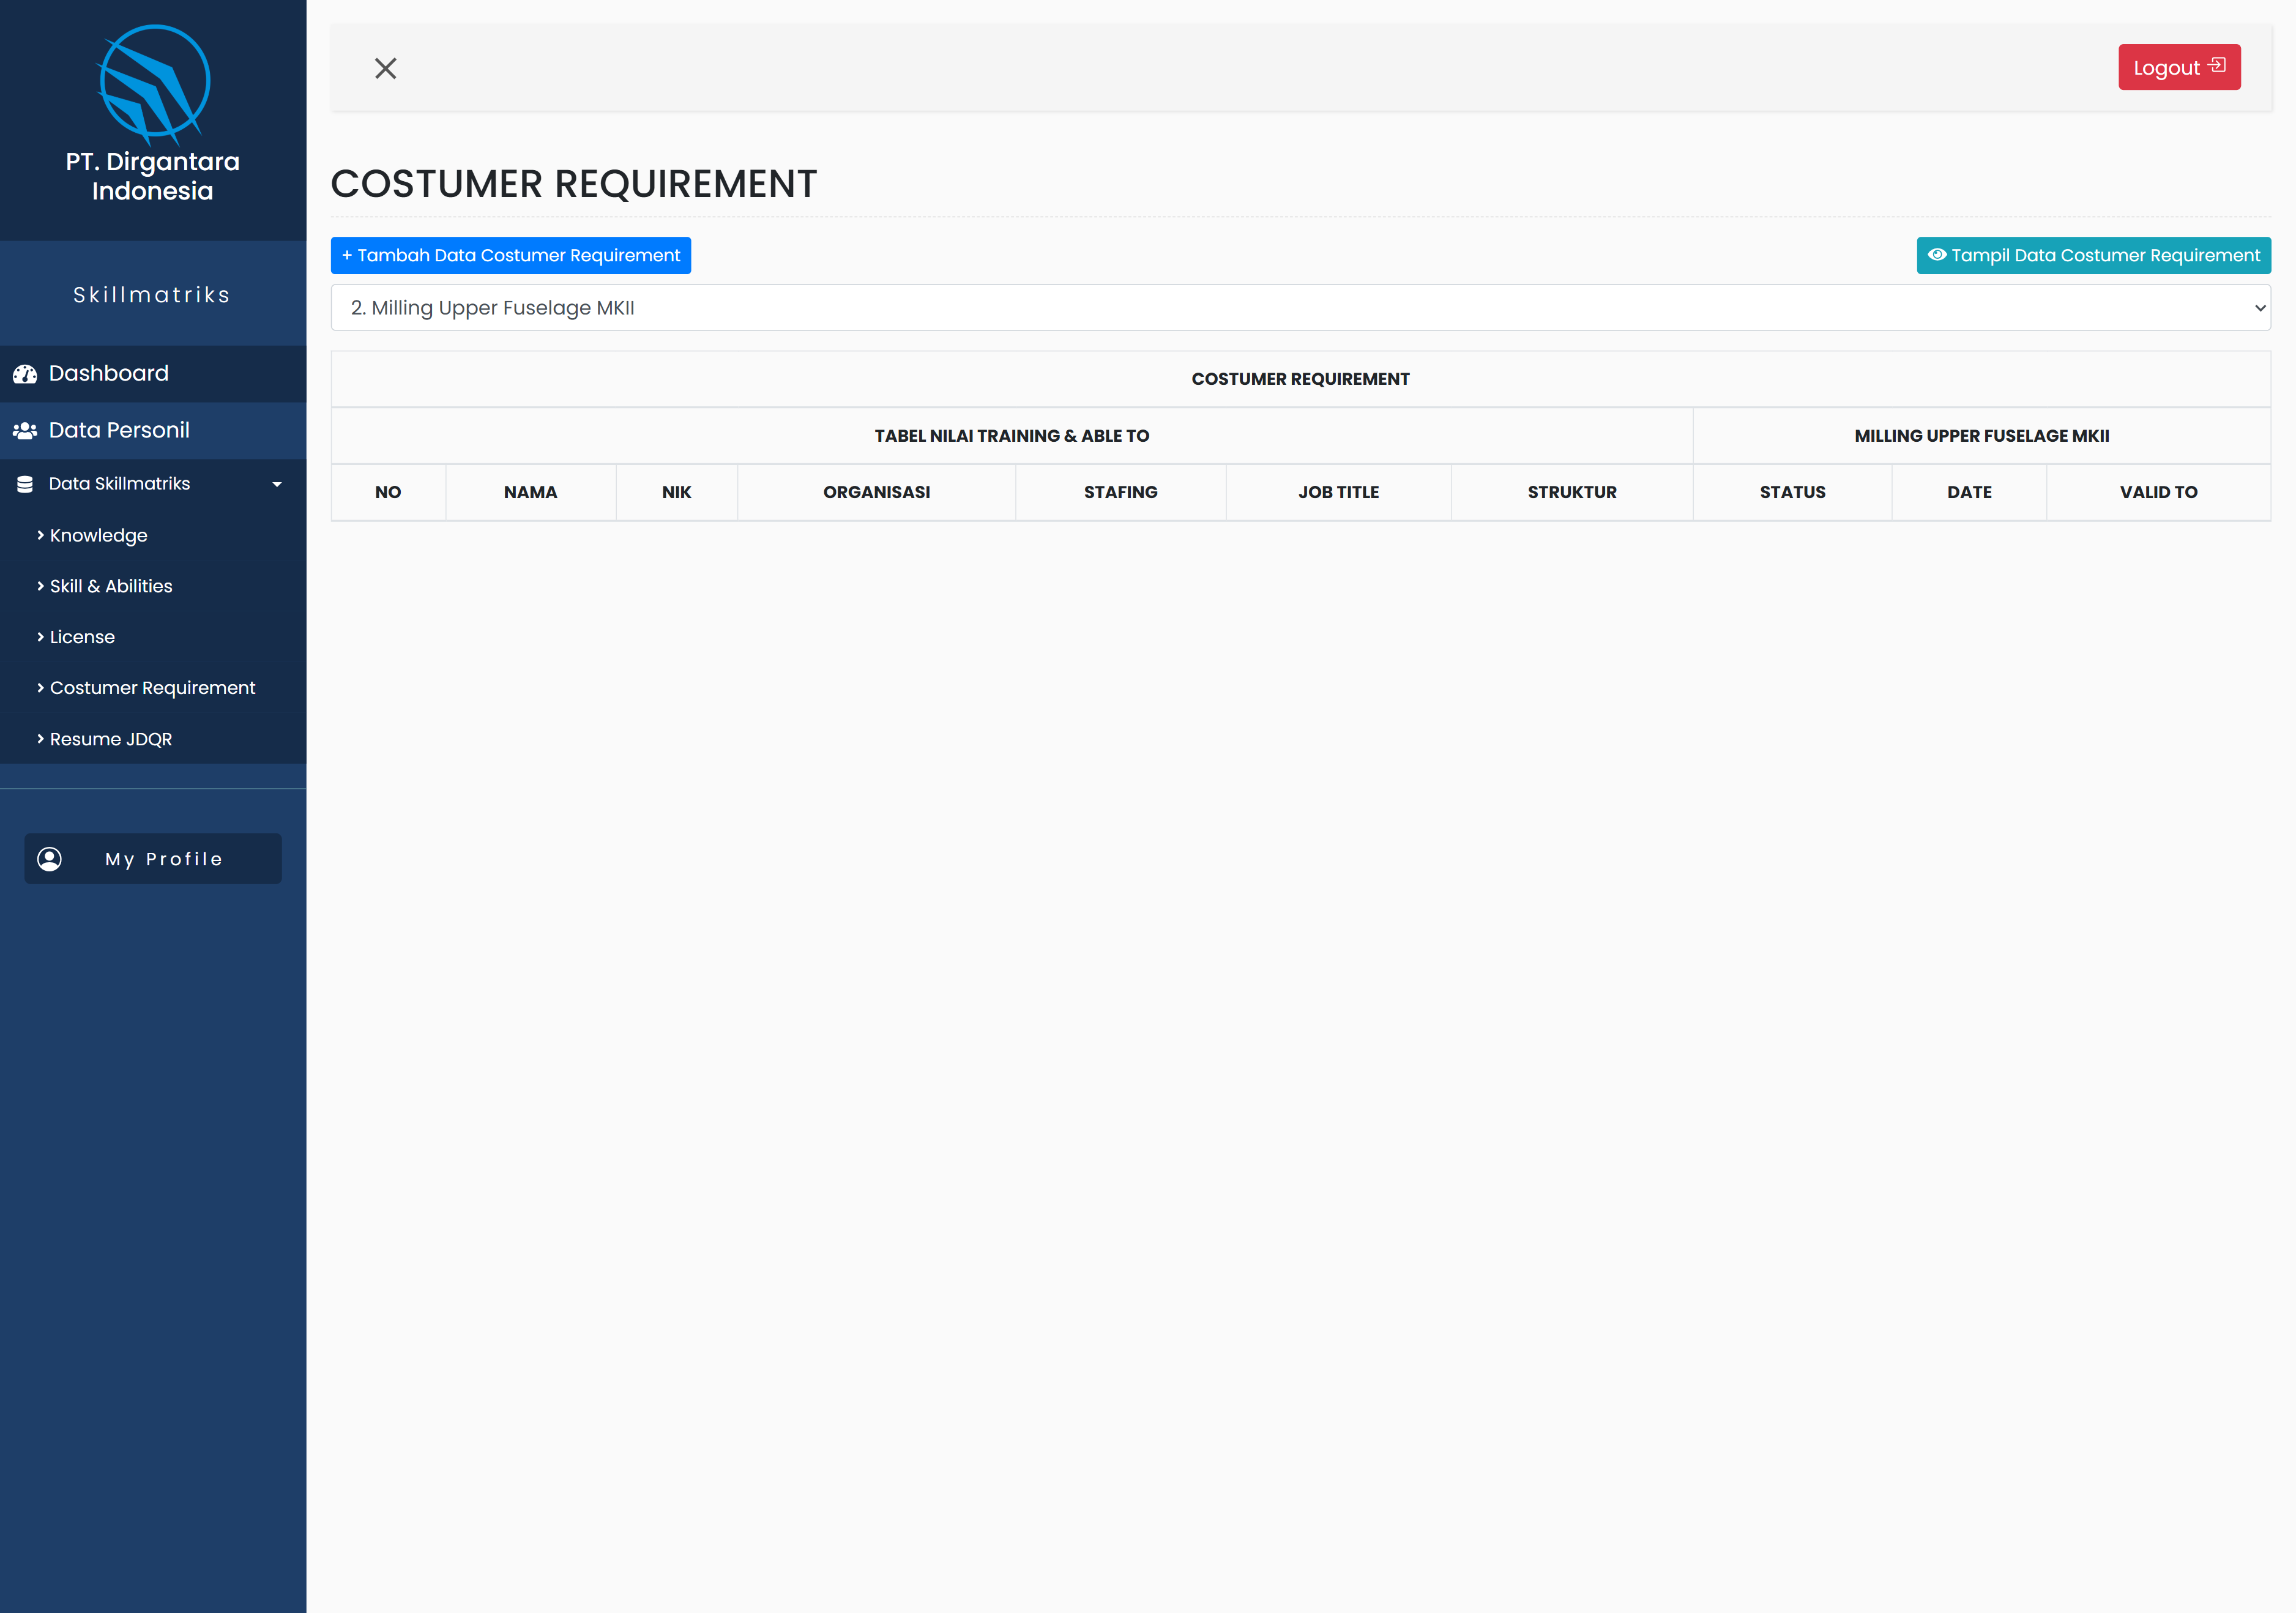 PT. Dirgantara
Indonesia
Skillmatriks
Dashboard
Data Personil
Data Skillmatriks
Knowledge
Skill & Abilities
License
Costumer Requirement
Resume JDQR
My Profile
Logout
COSTUMER REQUIREMENT
+ Tambah Data Costumer Requirement
Tampil Data Costumer Requirement
2. Milling Upper Fuselage MKII
COSTUMER REQUIREMENT
TABEL NILAI TRAINING & ABLE TO MILLING UPPER FUSELAGE MKII
NO NAMA NIK ORGANISASI STAFING JOB TITLE STRUKTUR STATUS DATE VALID TO